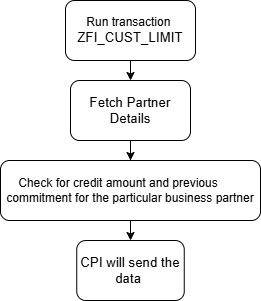 Run transaction
ZFI_CUST_LIMIT
Fetch Partner
Details
Check for credit amount and previous
commitment for the particular business partner
CPI will send the
data